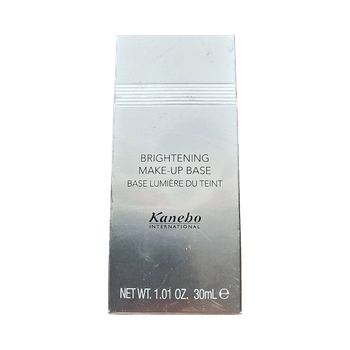 BRIGHTENING
MAKE-UP BASE
BASE LUMIÈRE DU TEINT
Kanebo
INTERNATIONAL
NET WT. 1.01 OZ. 30mL ℮